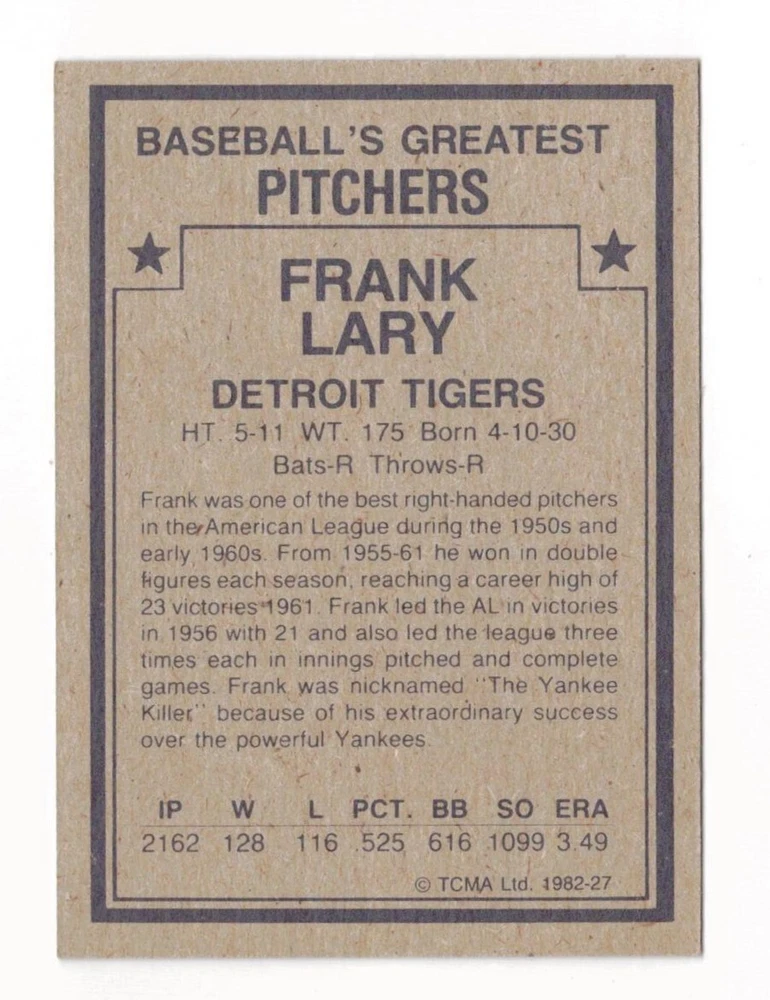 BASEBALL'S GREATEST
PITCHERS
FRANK
LARY
DETROIT TIGERS
HT. 5-11 WT. 175 Born 4-10-30
Bats-R Throws-R
Frank was one of the best right-handed pitchers
in the American League during the 1950s and
early 1960s. From 1955-61 he won in double
figures each season, reaching a career high of
23 victories 1961. Frank led the AL in victories
in 1956 with 21 and also led the league three
times each in innings pitched and complete
games. Frank was nicknamed "The Yankee
Killer" because of his extraordinary success
over the powerful Yankees.
IP W L PCT. BB SO ERA
2162 128 116 .525 616 1099 3.49
© TCMA Ltd. 1982-27